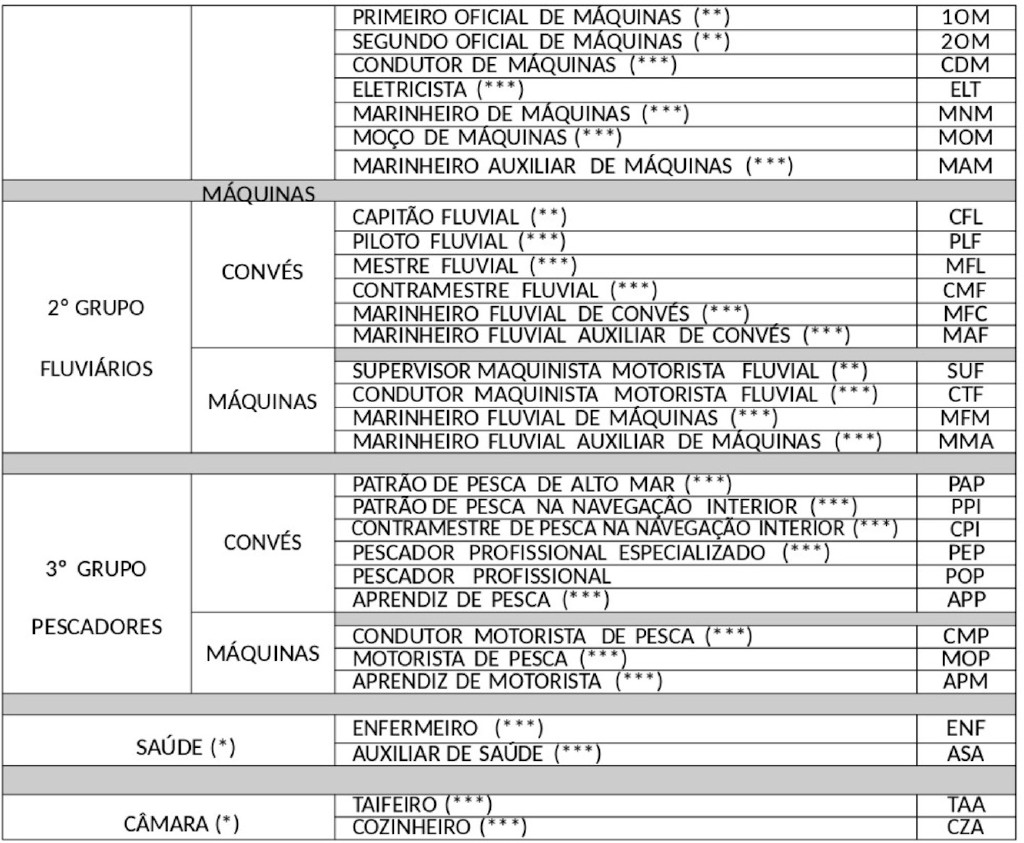 PRIMEIRO OFICIAL DE MÁQUINAS (**) 1OM
SEGUNDO OFICIAL DE MÁQUINAS (**) 2OM
CONDUTOR DE MÁQUINAS (***) CDM
ELETRICISTA (***) ELT
MARINHEIRO DE MÁQUINAS (***) MNM
MOÇO DE MÁQUINAS (***) MOM
MARINHEIRO AUXILIAR DE MÁQUINAS (***) MAM
MÁQUINAS
2º GRUPO
FLUVIÁRIOS
CONVÉS
CAPITÃO FLUVIAL (**) CFL
PILOTO FLUVIAL (***) PLF
MESTRE FLUVIAL (***) MFL
CONTRAMESTRE FLUVIAL (***) CMF
MARINHEIRO FLUVIAL DE CONVÉS (***) MFC
MARINHEIRO FLUVIAL AUXILIAR DE CONVÉS (***) MAF
MÁQUINAS
SUPERVISOR MAQUINISTA MOTORISTA FLUVIAL (**) SUF
CONDUTOR MAQUINISTA MOTORISTA FLUVIAL (***) CTF
MARINHEIRO FLUVIAL DE MÁQUINAS (***) MFM
MARINHEIRO FLUVIAL AUXILIAR DE MÁQUINAS (***) MMA
3º GRUPO
PESCADORES
CONVÉS
PATRÃO DE PESCA DE ALTO MAR (***) PAP
PATRÃO DE PESCA NA NAVEGAÇÂO INTERIOR (***) PPI
CONTRAMESTRE DE PESCA NA NAVEGAÇÃO INTERIOR (***) CPI
PESCADOR PROFISSIONAL ESPECIALIZADO (***) PEP
PESCADOR PROFISSIONAL POP
APRENDIZ DE PESCA (***) APP
MÁQUINAS
CONDUTOR MOTORISTA DE PESCA (***) CMP
MOTORISTA DE PESCA (***) MOP
APRENDIZ DE MOTORISTA (***) APM
SAÚDE (*)
ENFERMEIRO (***) ENF
AUXILIAR DE SAÚDE (***) ASA
CÂMARA (*)
TAIFEIRO (***) TAA
COZINHEIRO (***) CZA